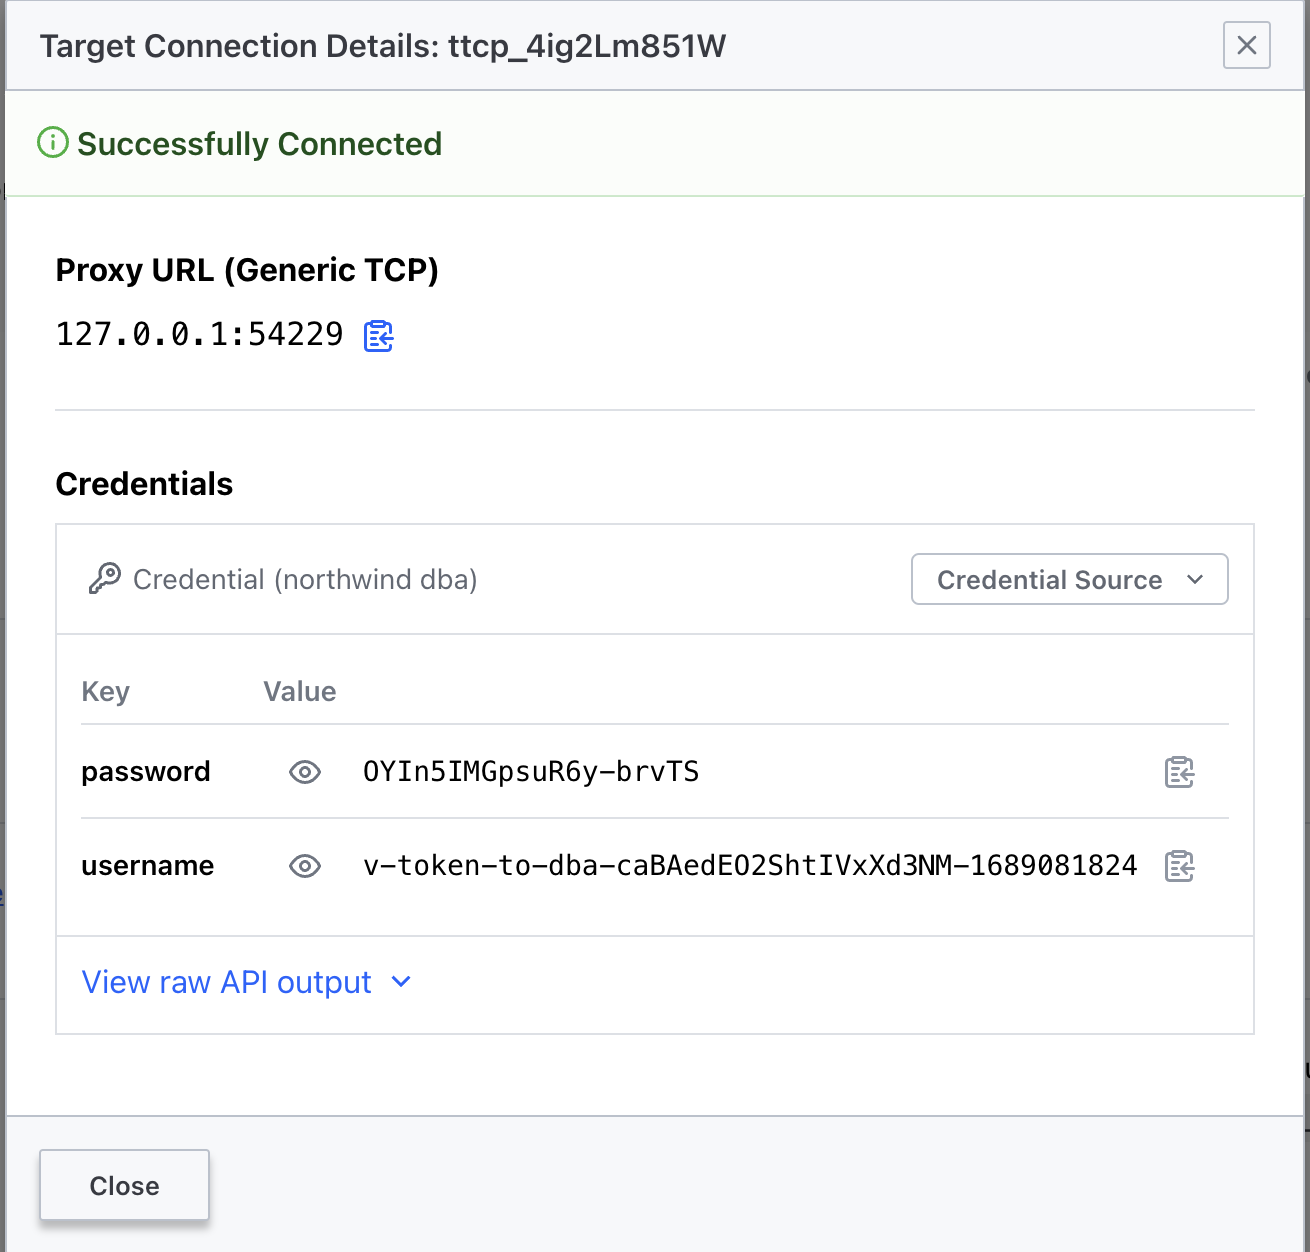 Target Connection Details: ttcp_4ig2Lm851W
Successfully Connected
Proxy URL (Generic TCP)
127.0.0.1:54229
Credentials
Credential (northwind dba)
Credential Source
Key Value
password OYIn5IMGpsuR6y-brvTS
username v-token-to-dba-caBAedEO2ShtIVxXd3NM-1689081824
View raw API output
Close